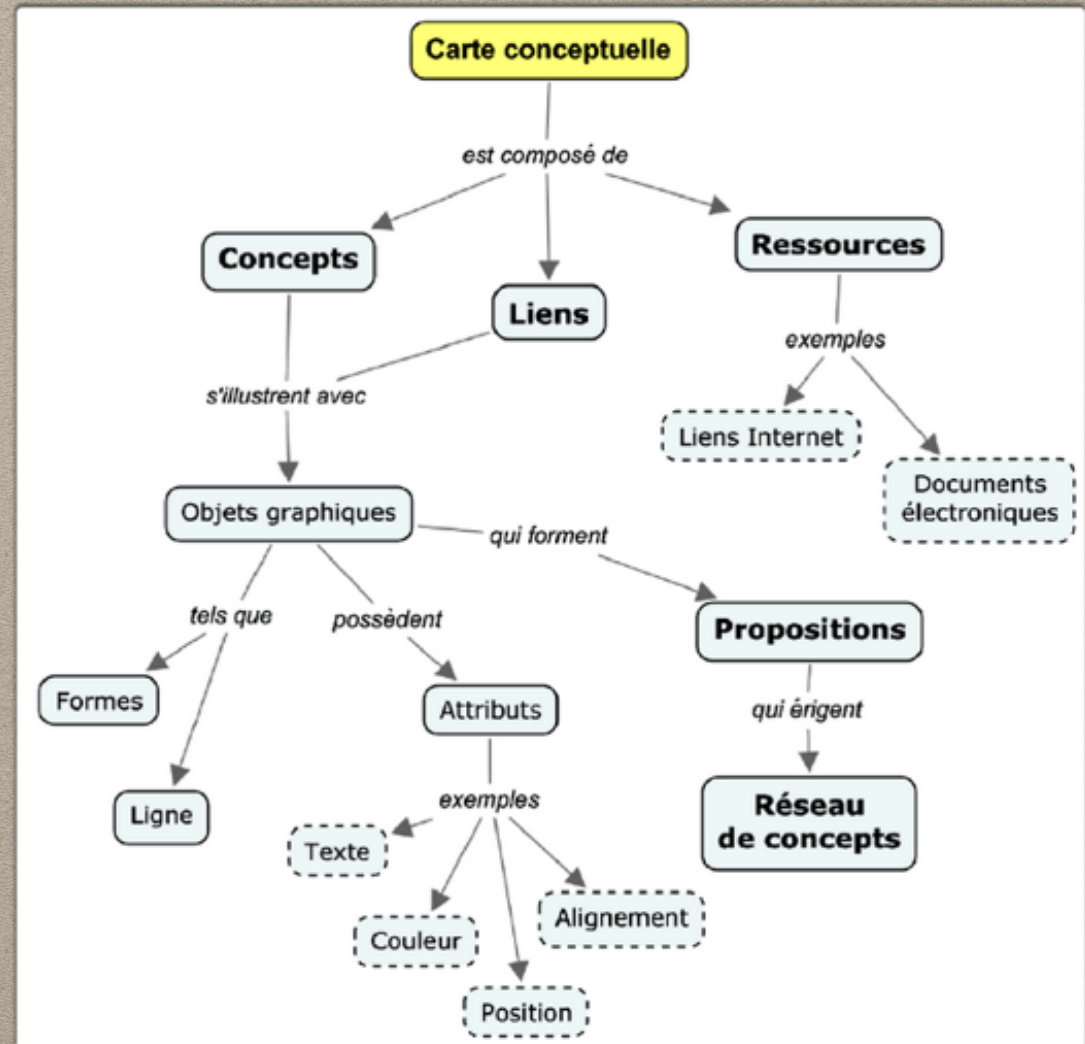 Carte conceptuelle
est composé de
Concepts
Liens
Ressources
s'illustrent avec
exemples
Liens Internet
Documents
électroniques
Objets graphiques
qui forment
tels que
possèdent
Propositions
Formes
Attributs
qui érigent
Ligne
exemples
Réseau
de concepts
Texte
Couleur
Alignement
Position